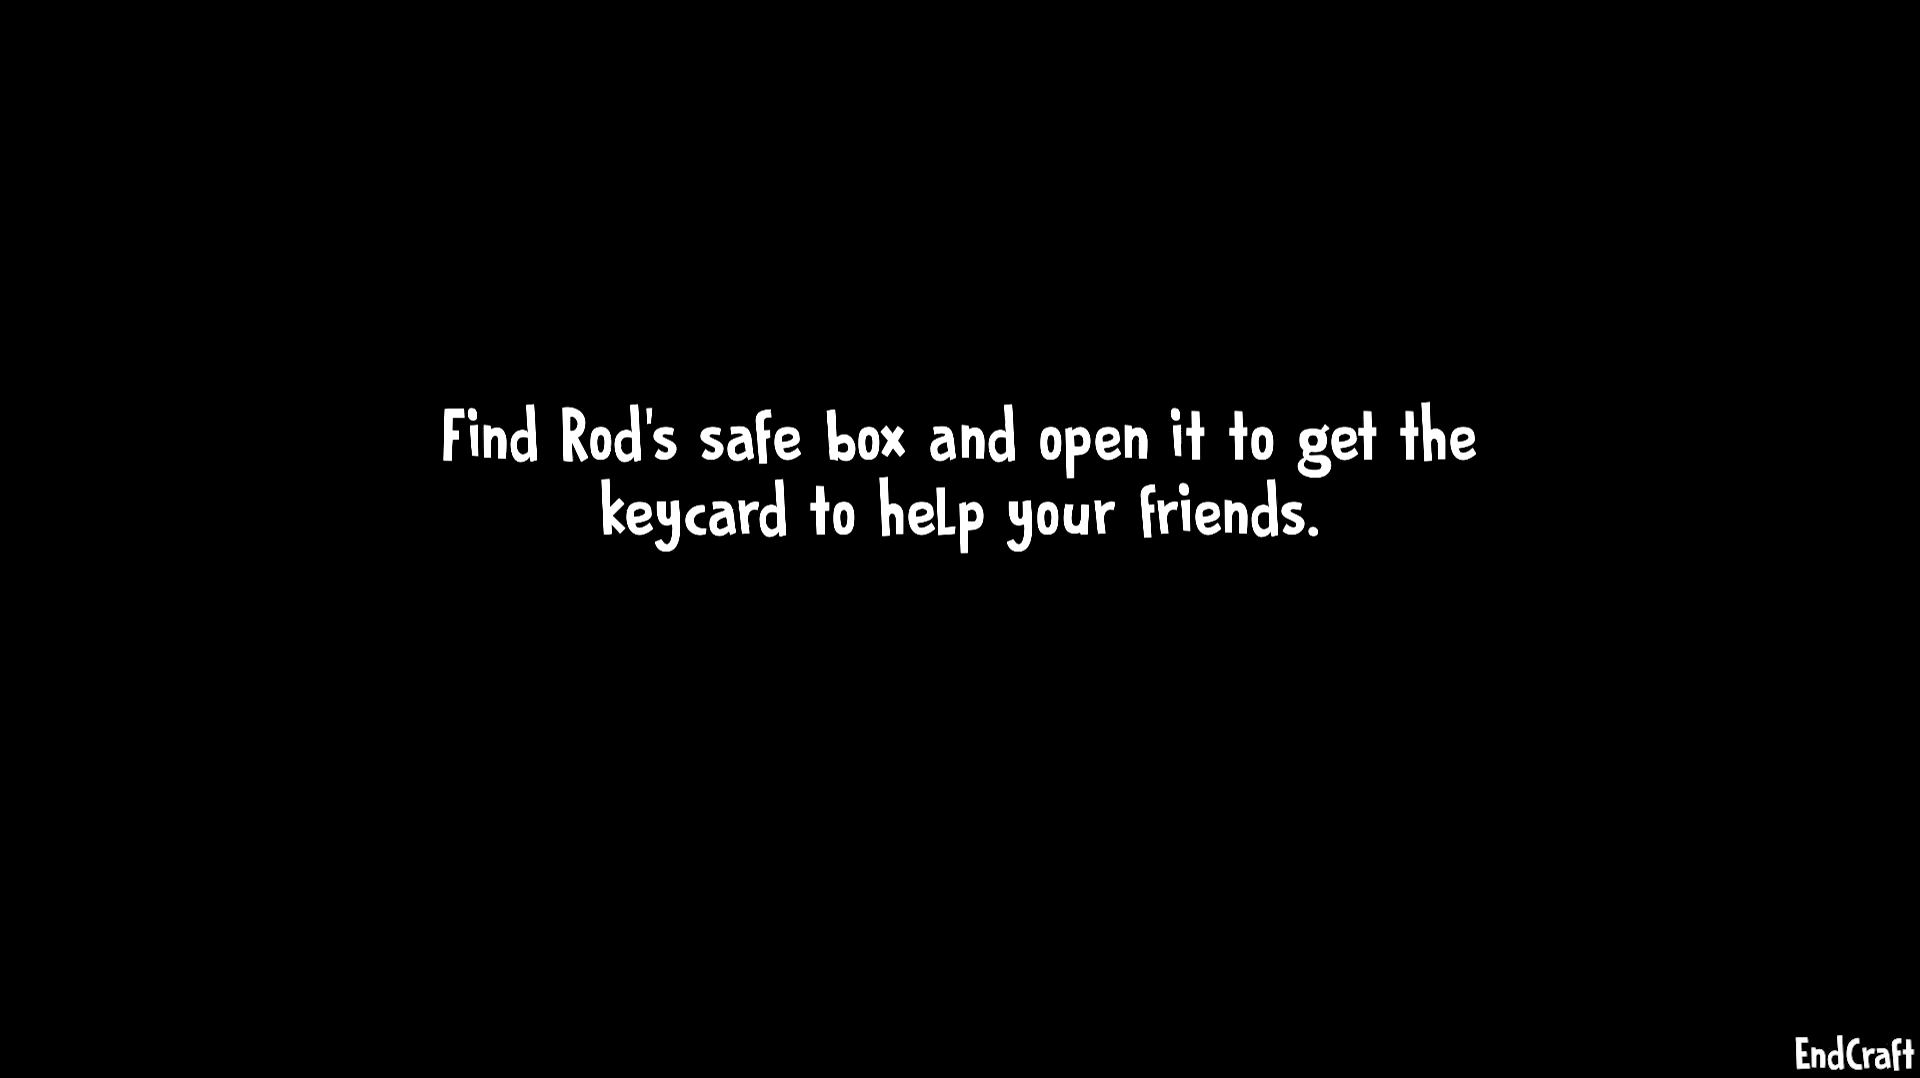 Find Rod's safe box and open it to get the
keycard to help your friends.
EndCraft